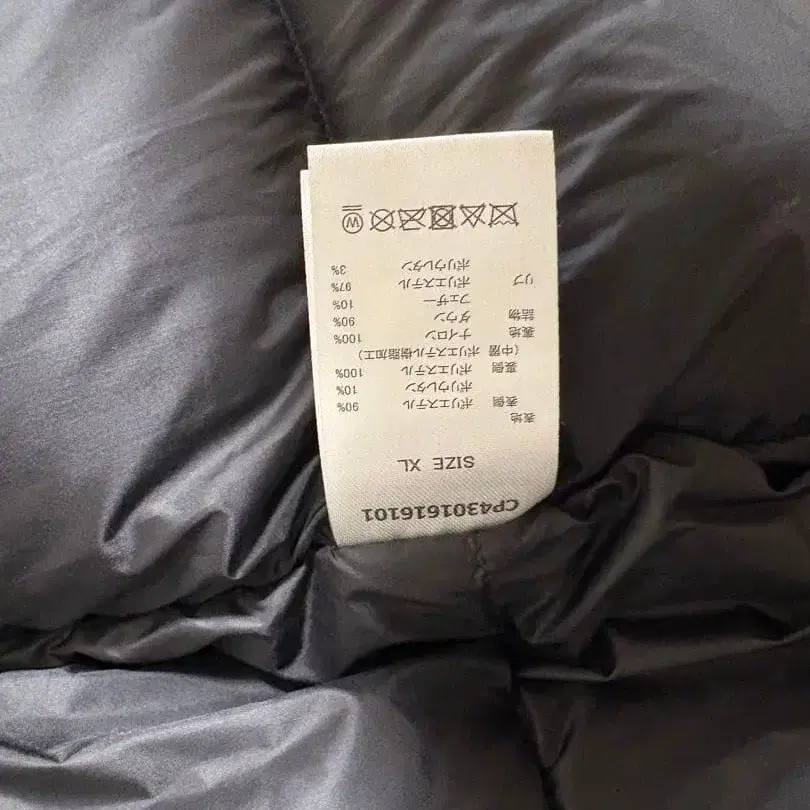 CP4301616101
SIZE XL
表地
表側 ポリエステル 90%
ポリウレタン 10%
裏側 ポリエステル 100%
(中層 ポリエステル樹脂加工)
裏地 ナイロン 100%
詰物 ダウン 90%
フェザー 10%
リブ ポリエステル 97%
ポリウレタン 3%
W